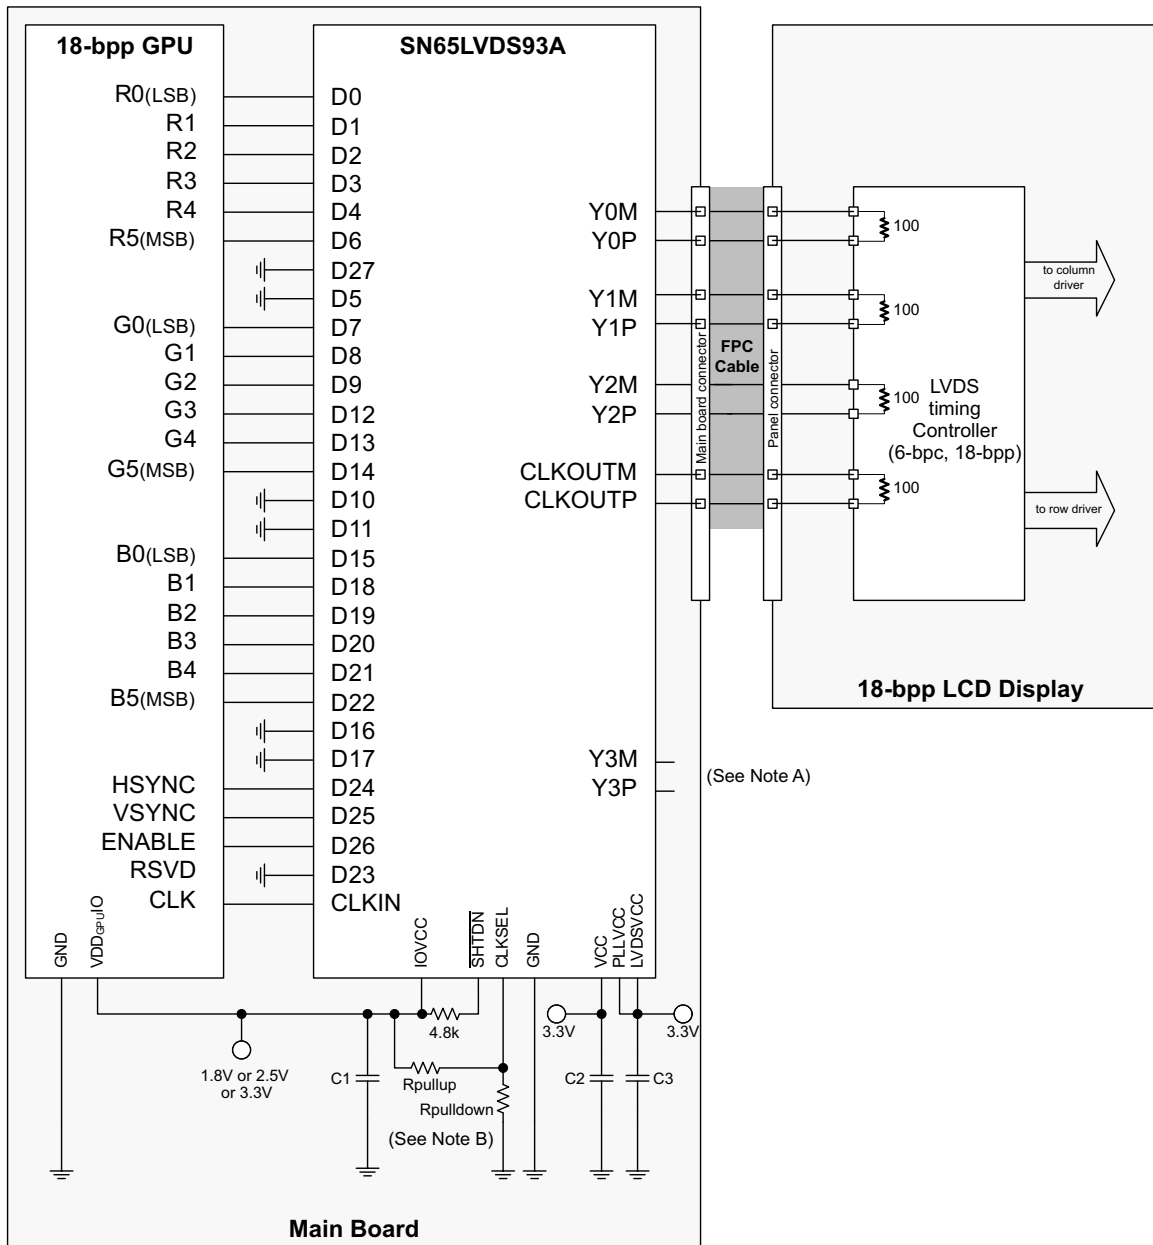 18-bpp GPU
SN65LVDS93A
R0(LSB)
R1
R2
R3
R4
R5(MSB)
G0(LSB)
G1
G2
G3
G4
G5(MSB)
B0(LSB)
B1
B2
B3
B4
B5(MSB)
HSYNC
VSYNC
ENABLE
RSVD
CLK
GND
VDDGPUIO
D0
D1
D2
D3
D4
D6
D27
D5
D7
D8
D9
D12
D13
D14
D10
D11
D15
D18
D19
D20
D21
D22
D16
D17
D24
D25
D26
D23
CLKIN
Y0M
Y0P
Y1M
Y1P
Y2M
Y2P
CLKOUTM
CLKOUTP
Y3M
Y3P
(See Note A)
IOVCC
SHTDN
CLKSEL
GND
VCC
PLLVCC
LVDSVCC
Main board connector
FPC
Cable
Panel connector
100
100
100
100
LVDS
timing
Controller
(6-bpc, 18-bpp)
to column
driver
to row driver
18-bpp LCD Display
1.8V or 2.5V
or 3.3V
C1
4.8k
Rpullup
Rpulldown
(See Note B)
3.3V
3.3V
C2
C3
Main Board